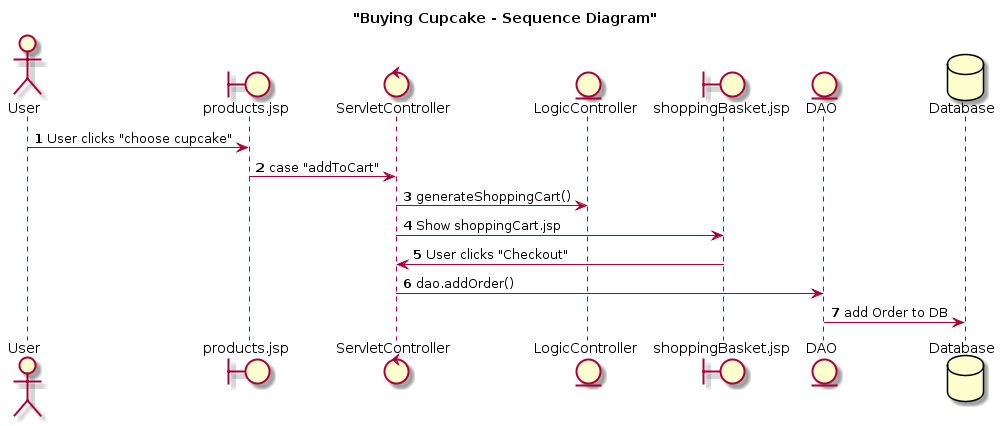 "Buying Cupcake - Sequence Diagram"
User products.jsp ServletController LogicController shoppingBasket.jsp DAO Database
1 User clicks "choose cupcake"
2 case "addToCart"
3 generateShoppingCart()
4 Show shoppingCart.jsp
5 User clicks "Checkout"
6 dao.addOrder()
7 add Order to DB
User products.jsp ServletController LogicController shoppingBasket.jsp DAO Database